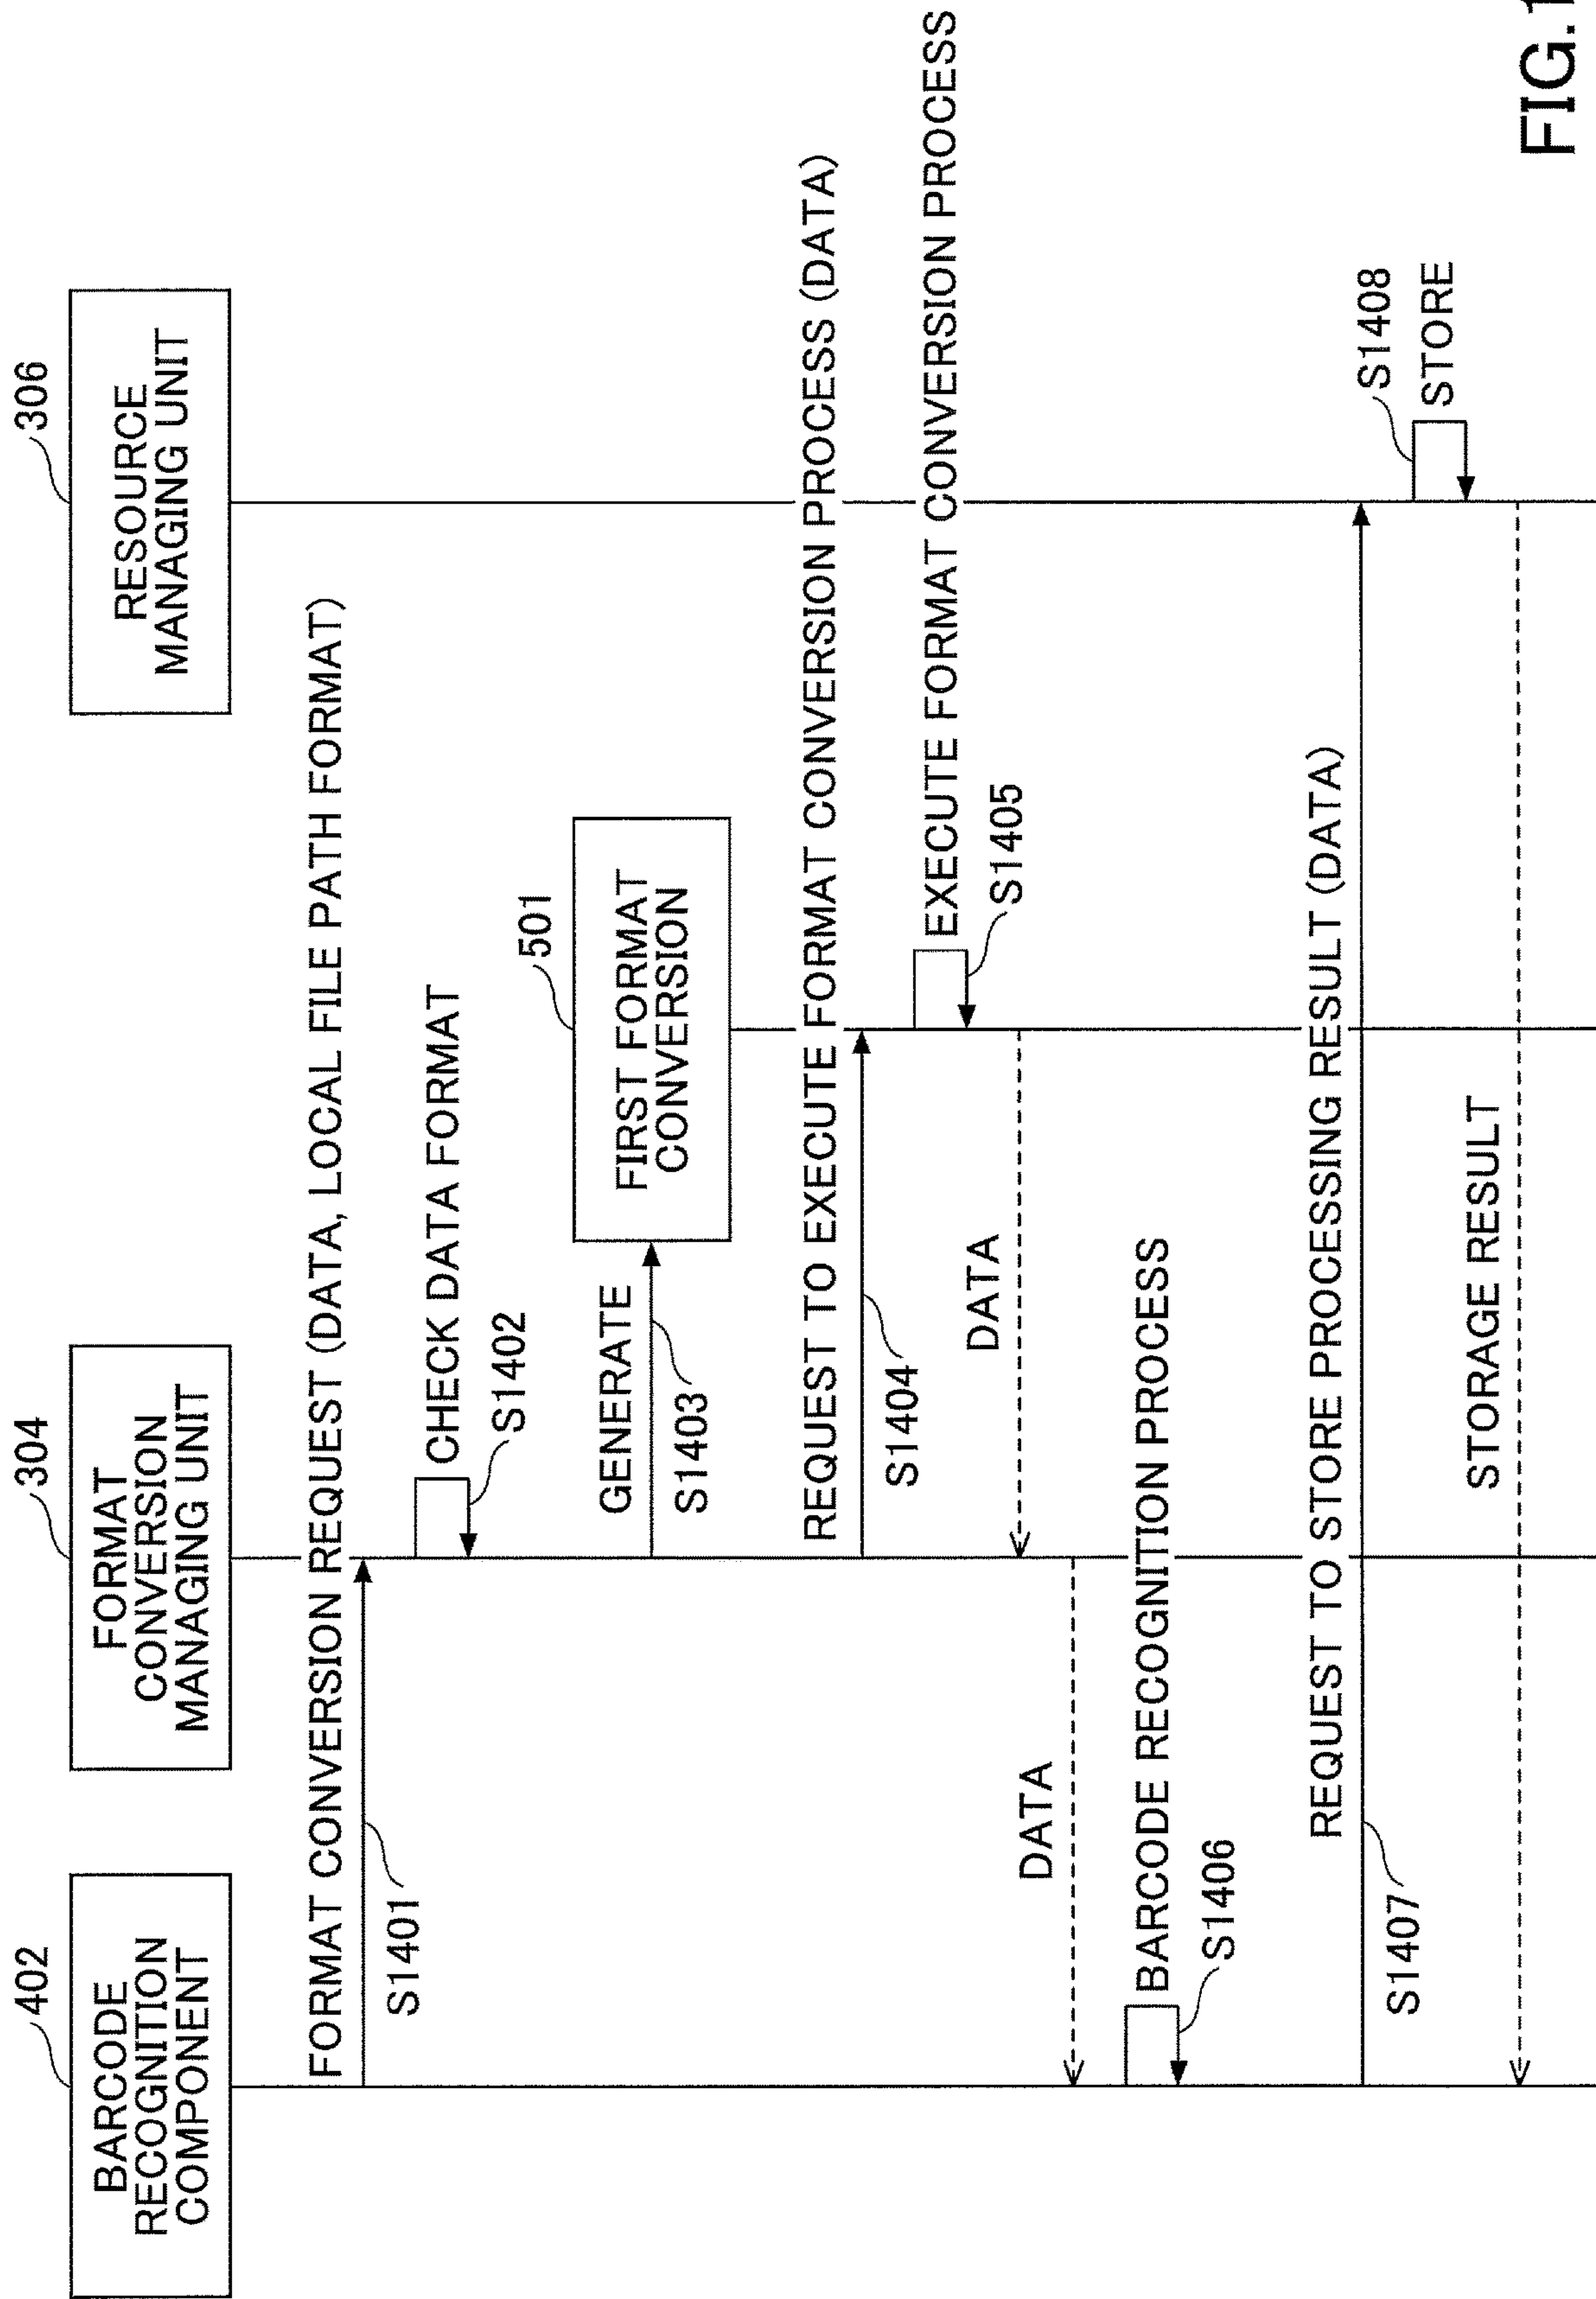 402
BARCODE
RECOGNITION
COMPONENT
304
FORMAT
CONVERSION
MANAGING UNIT
306
RESOURCE
MANAGING UNIT
FORMAT CONVERSION REQUEST (DATA, LOCAL FILE PATH FORMAT)
S1401
CHECK DATA FORMAT
S1402
501
FIRST FORMAT
CONVERSION
GENERATE
S1403
REQUEST TO EXECUTE FORMAT CONVERSION PROCESS (DATA)
S1404
EXECUTE FORMAT CONVERSION PROCESS
S1405
DATA
DATA
BARCODE RECOGNITION PROCESS
S1406
REQUEST TO STORE PROCESSING RESULT (DATA)
S1407
S1408
STORE
STORAGE RESULT
FIG.1